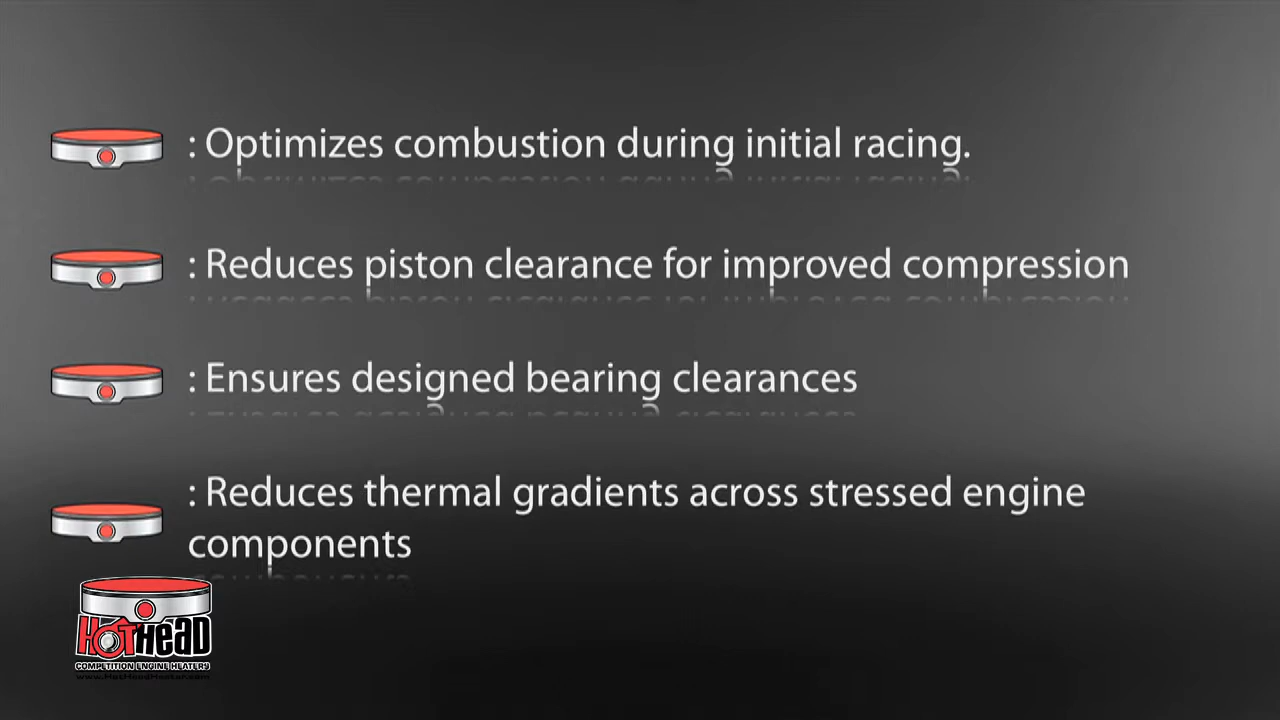 : Optimizes combustion during initial racing.
: Reduces piston clearance for improved compression
: Ensures designed bearing clearances
: Reduces thermal gradients across stressed engine
components
HOTHEAD
COMPETITION ENGINE HEATERS
www.HotHeadHeater.com